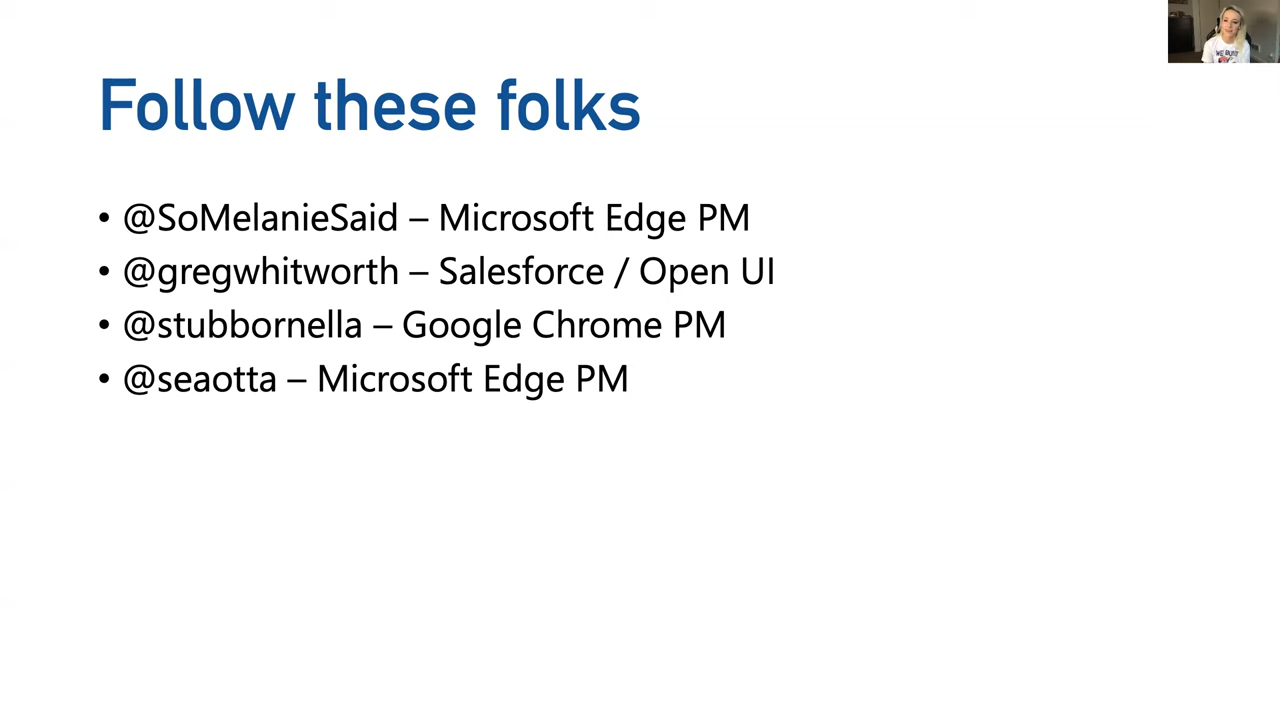 Follow these folks
• @SoMelanieSaid – Microsoft Edge PM
• @gregwhitworth – Salesforce / Open UI
• @stubbornella – Google Chrome PM
• @seaotta – Microsoft Edge PM